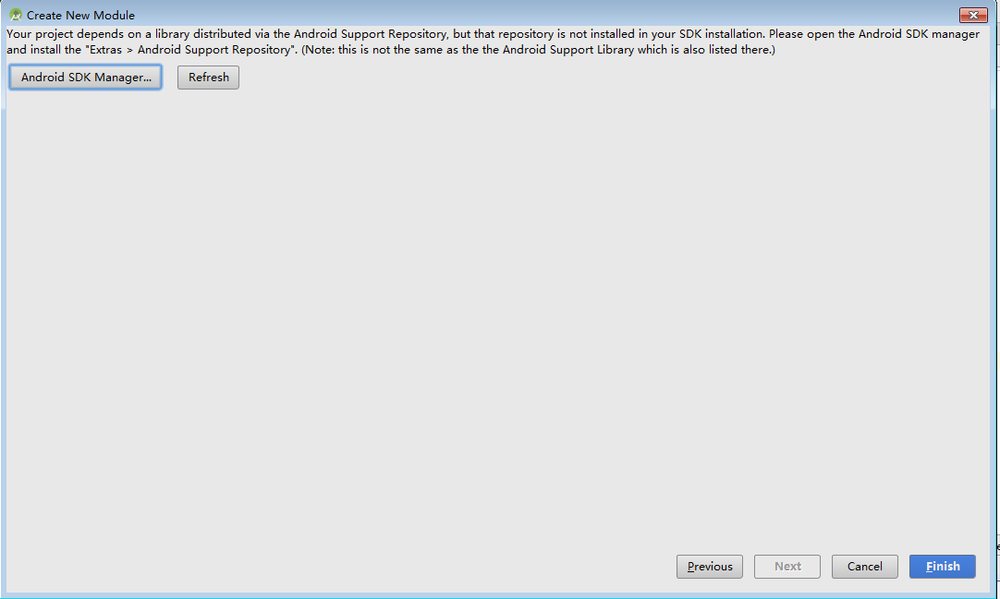 Create New Module
Your project depends on a library distributed via the Android Support Repository, but that repository is not installed in your SDK installation. Please open the Android SDK manager
and install the "Extras > Android Support Repository". (Note: this is not the same as the the Android Support Library which is also listed there.)
Android SDK Manager...
Refresh
Previous
Next
Cancel
Finish